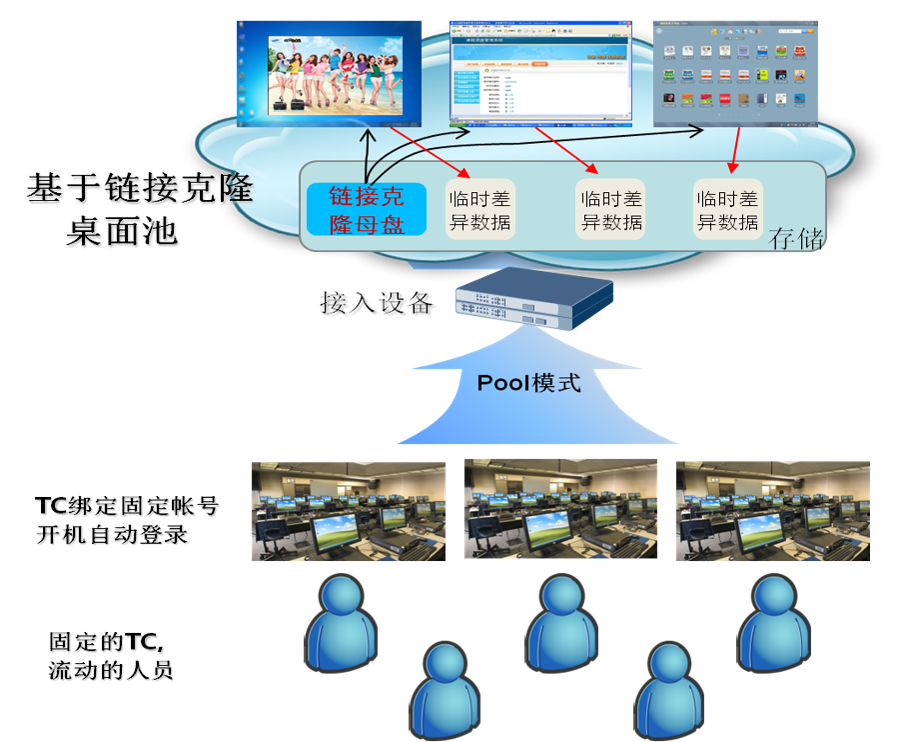 基于链接克隆
桌面池
链接克
隆母盘
临时差
异数据
临时差
异数据
临时差
异数据
存储
接入设备
Pool模式
TC绑定固定帐号
开机自动登录
固定的TC,
流动的人员